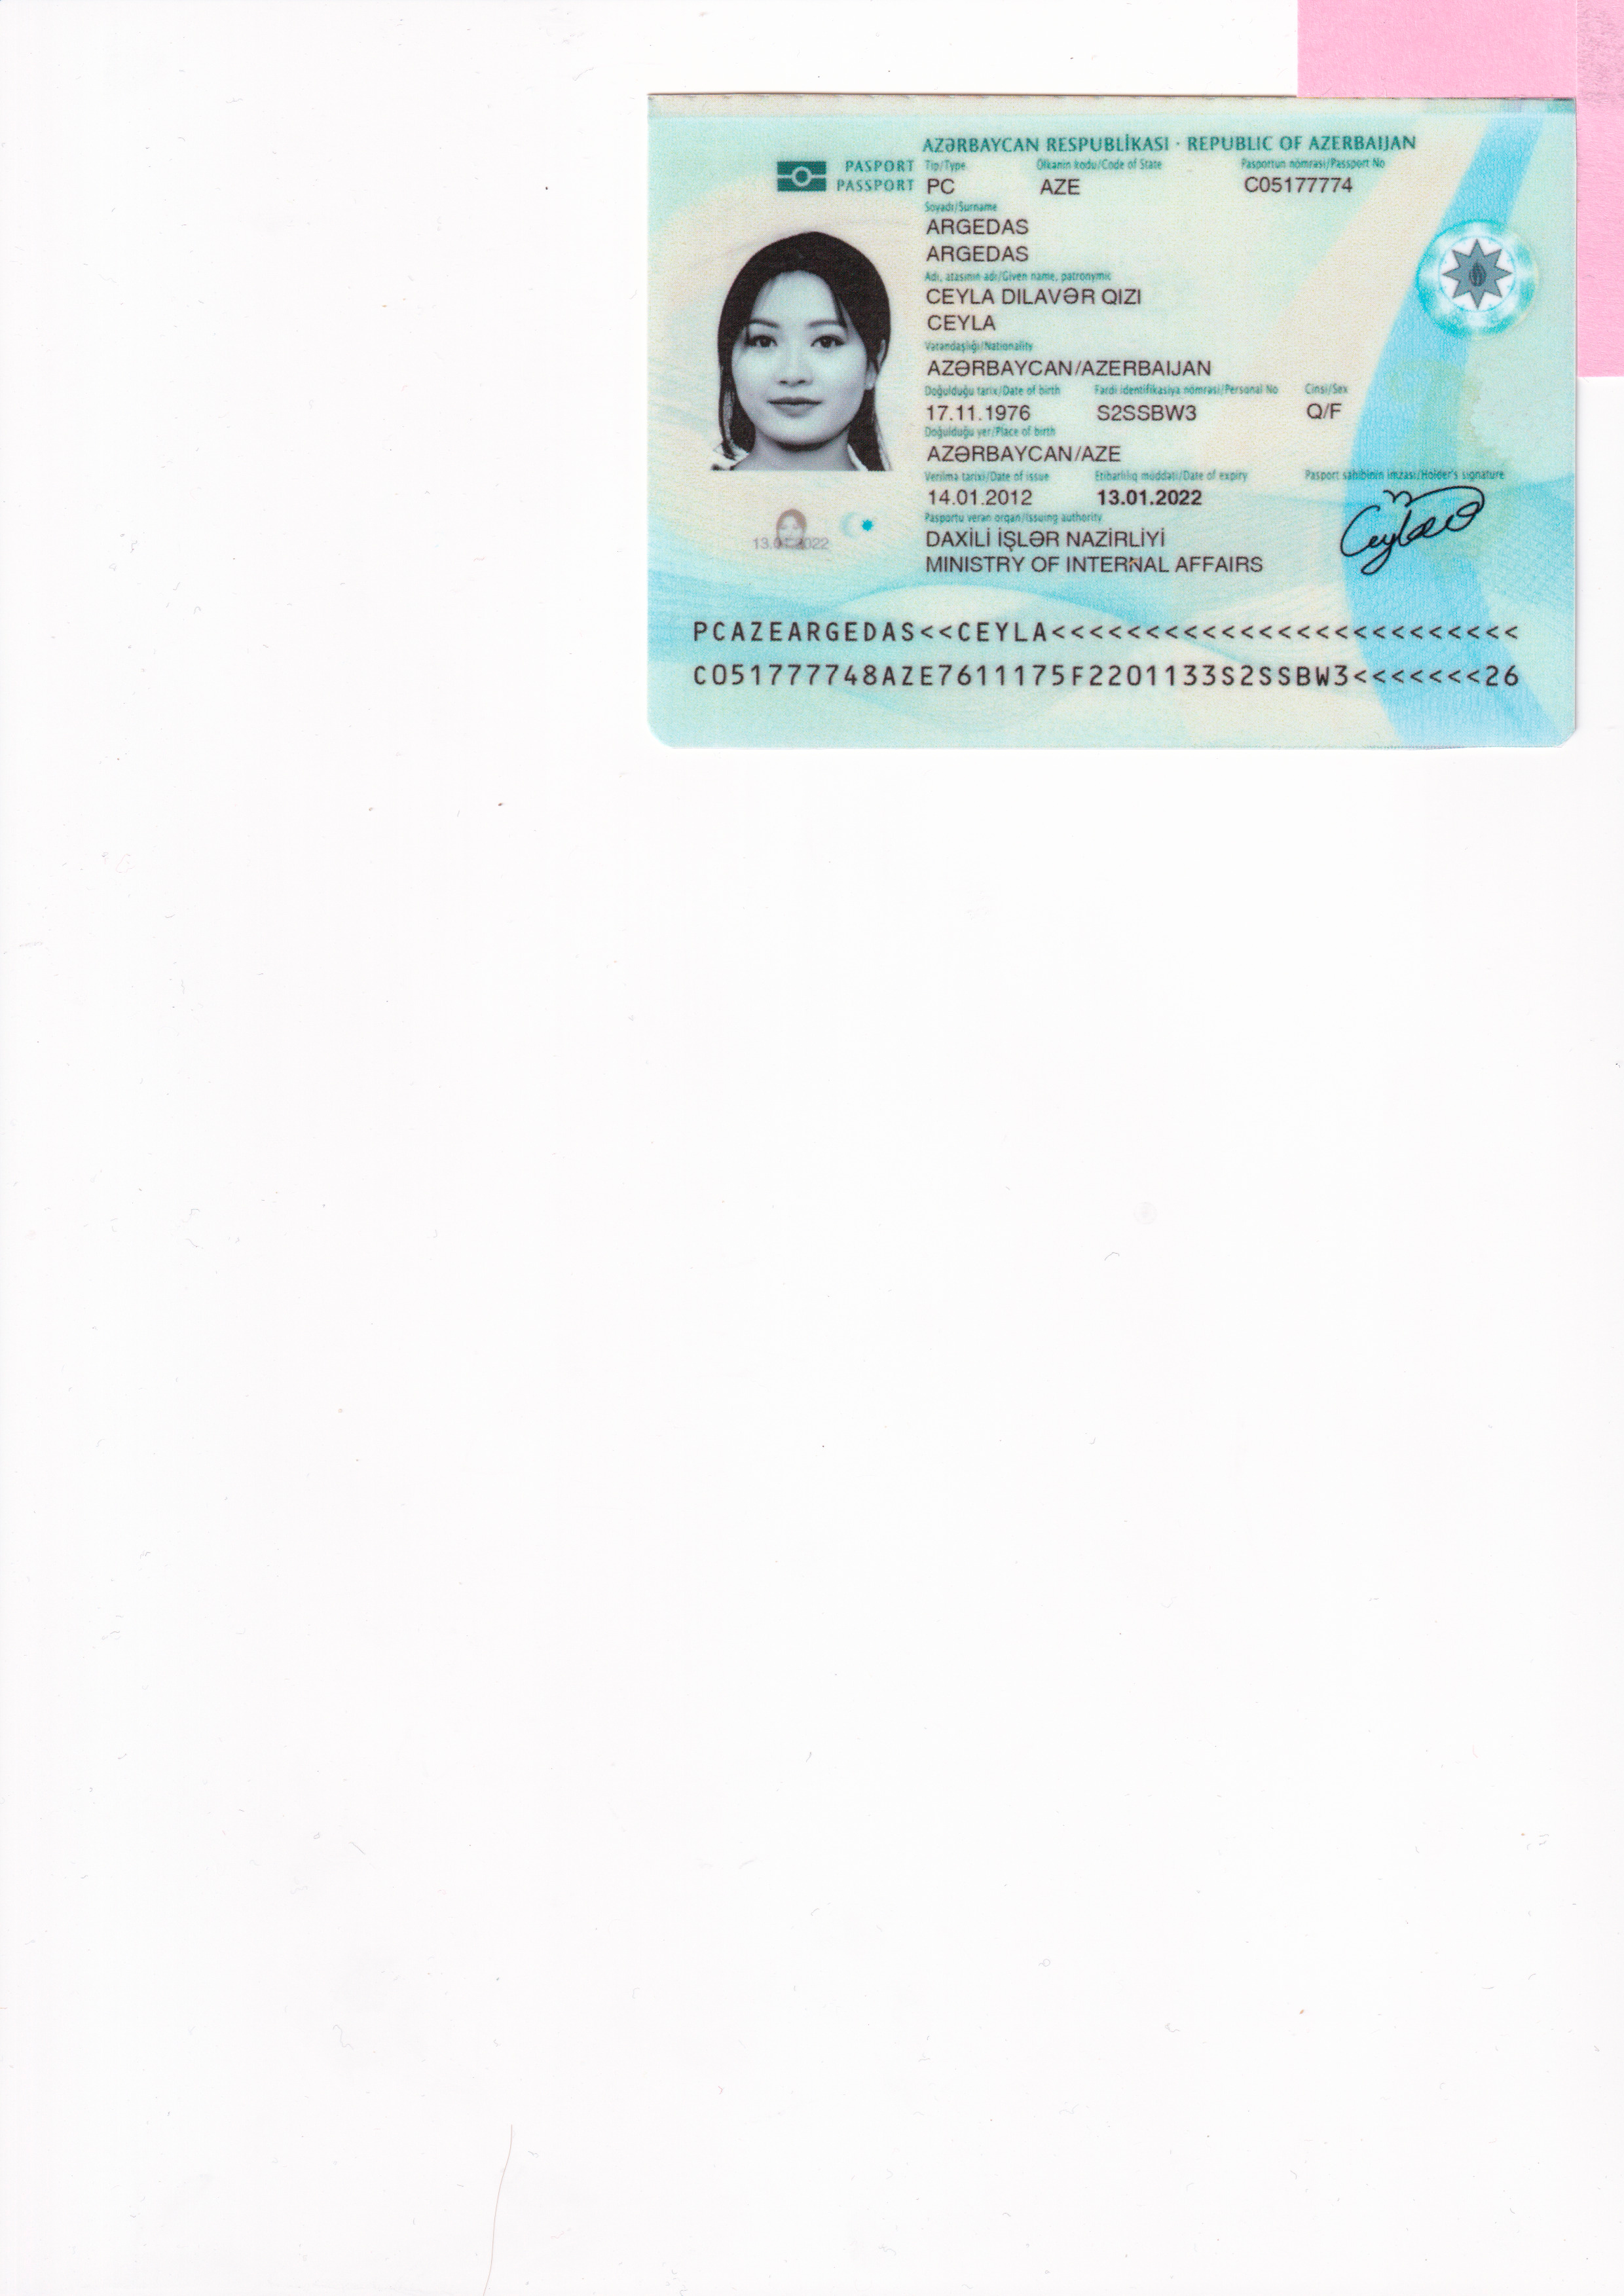 AZƏRBAYCAN RESPUBLİKASI · REPUBLIC OF AZERBAIJAN
PASPORT
PASSPORT
Tip/Type Ölkənin kodu/Code of State Pasportun nömrəsi/Passport No
PC AZE C05177774
Soyadı/Surname
ARGEDAS
ARGEDAS
Adı, atasının adı/Given name, patronymic
CEYLA DILAVƏR QIZI
CEYLA
Vətəndaşlığı/Nationality
AZƏRBAYCAN/AZERBAIJAN
Doğulduğu tarix/Date of birth Fərdi identifikasiya nömrəsi/Personal No Cinsi/Sex
17.11.1976 S2SSBW3 Q/F
Doğulduğu yer/Place of birth
AZƏRBAYCAN/AZE
Verilmə tarixi/Date of issue Etibarlılıq müddəti/Date of expiry Pasport sahibinin imzası/Holder's signature
14.01.2012 13.01.2022
Ceyla
13.01.2022
Pasportu verən orqan/Issuing authority
DAXİLİ İŞLƏR NAZİRLİYİ
MINISTRY OF INTERNAL AFFAIRS
PCAZEARGEDAS<<CEYLA<<<<<<<<<<<<<<<<<<<<<<<<<
C051777748AZE7611175F2201133S2SSBW3<<<<<<<26